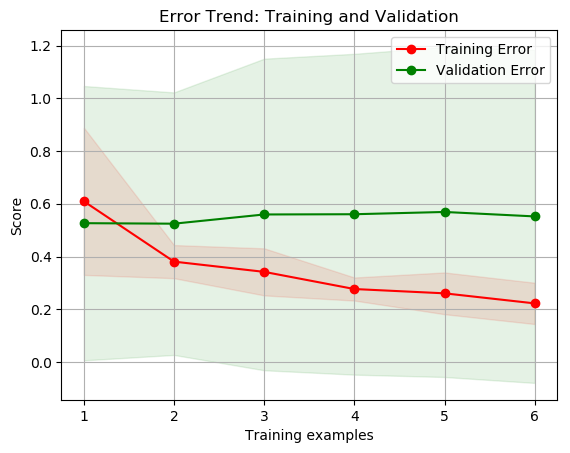 Error Trend: Training and Validation
Training Error
Validation Error
Score
1.2
1.0
0.8
0.6
0.4
0.2
0.0
1 2 3 4 5 6
Training examples